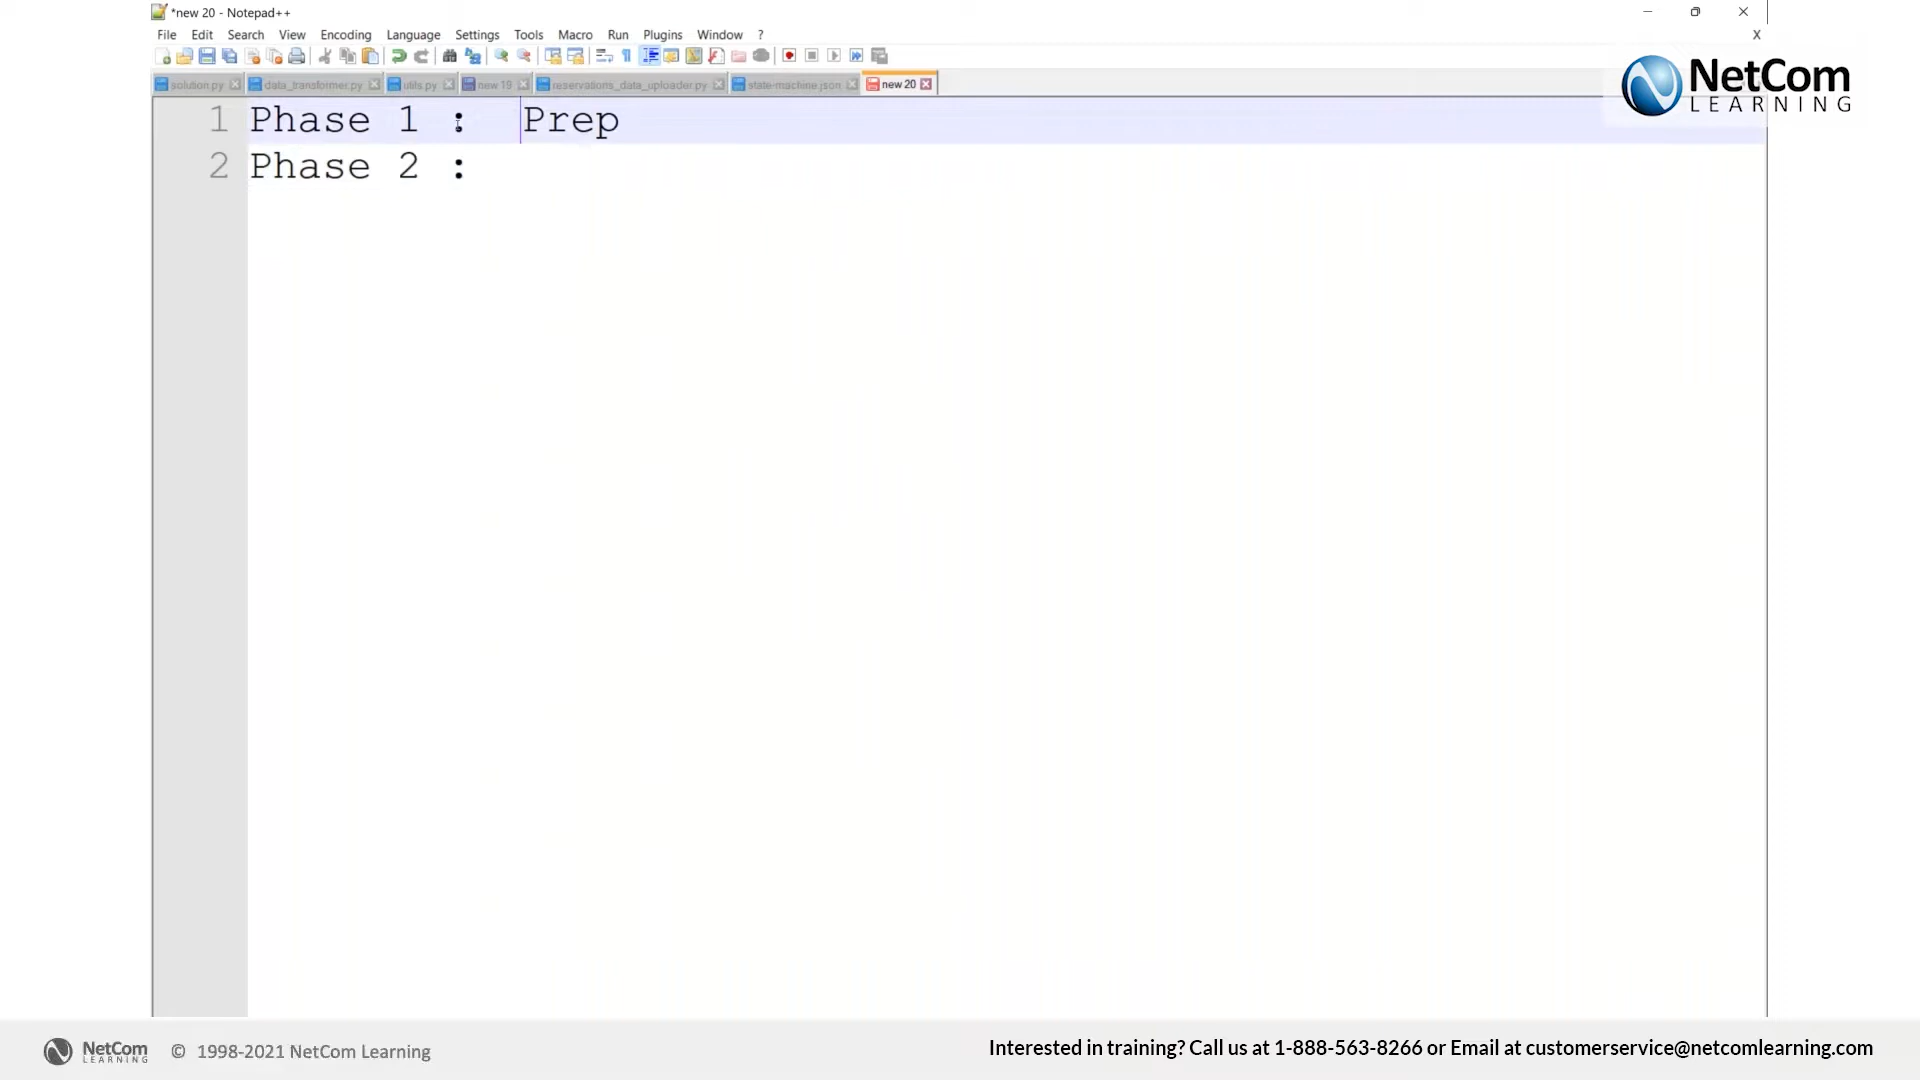 *new 20 - Notepad++
File Edit Search View Encoding Language Settings Tools Macro Run Plugins Window ? X
solution.py data_transformer.py utils.py new 19 reservations_data_uploader.py state-machine.json new 20
NetCom
LEARNING
1 Phase 1 : Prep
2 Phase 2 :
NetCom
LEARNING
© 1998-2021 NetCom Learning
Interested in training? Call us at 1-888-563-8266 or Email at customerservice@netcomlearning.com